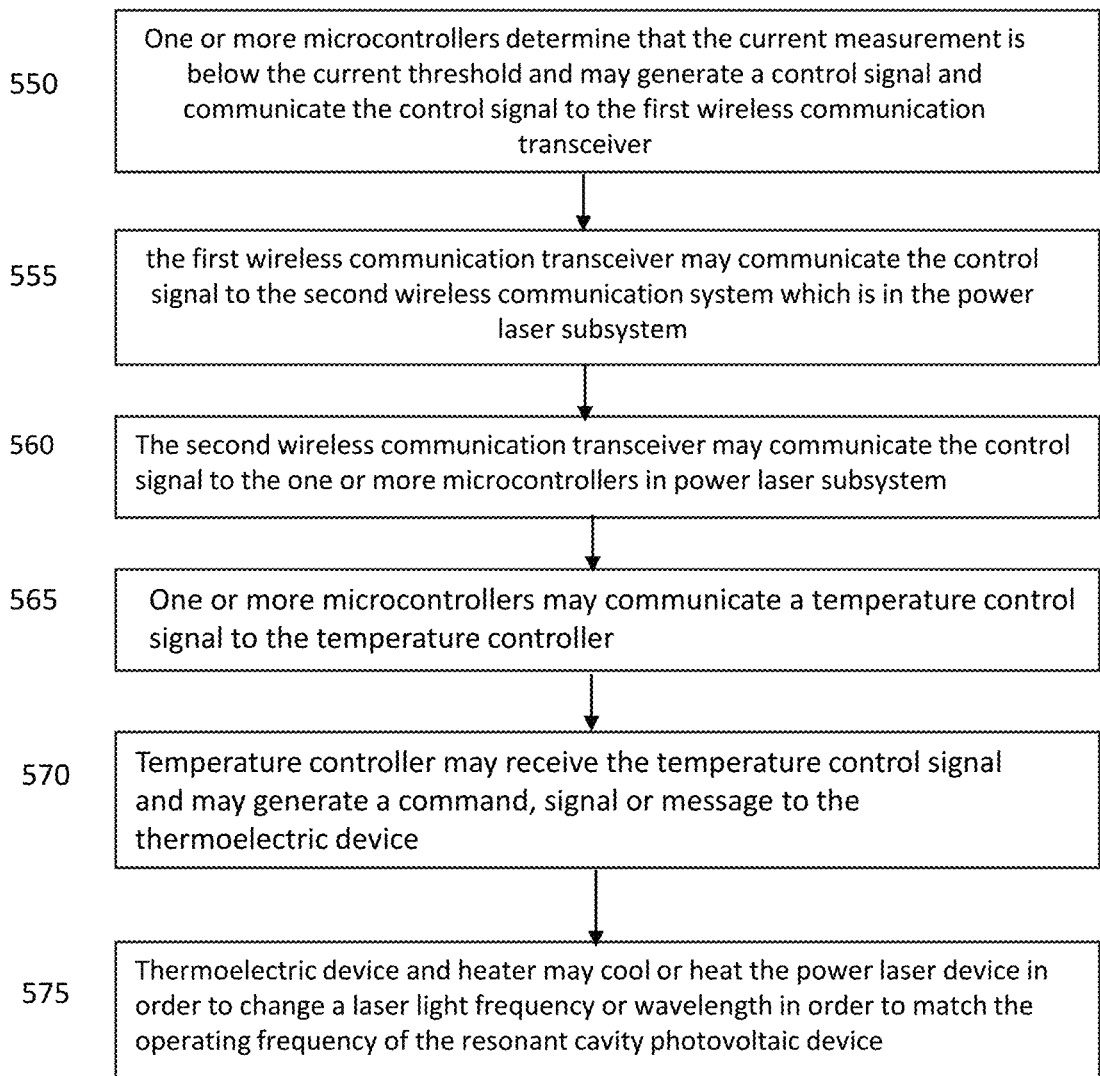 550
One or more microcontrollers determine that the current measurement is
below the current threshold and may generate a control signal and
communicate the control signal to the first wireless communication
transceiver
555
the first wireless communication transceiver may communicate the control
signal to the second wireless communication system which is in the power
laser subsystem
560
The second wireless communication transceiver may communicate the control
signal to the one or more microcontrollers in power laser subsystem
565
One or more microcontrollers may communicate a temperature control
signal to the temperature controller
570
Temperature controller may receive the temperature control signal
and may generate a command, signal or message to the
thermoelectric device
575
Thermoelectric device and heater may cool or heat the power laser device in
order to change a laser light frequency or wavelength in order to match the
operating frequency of the resonant cavity photovoltaic device